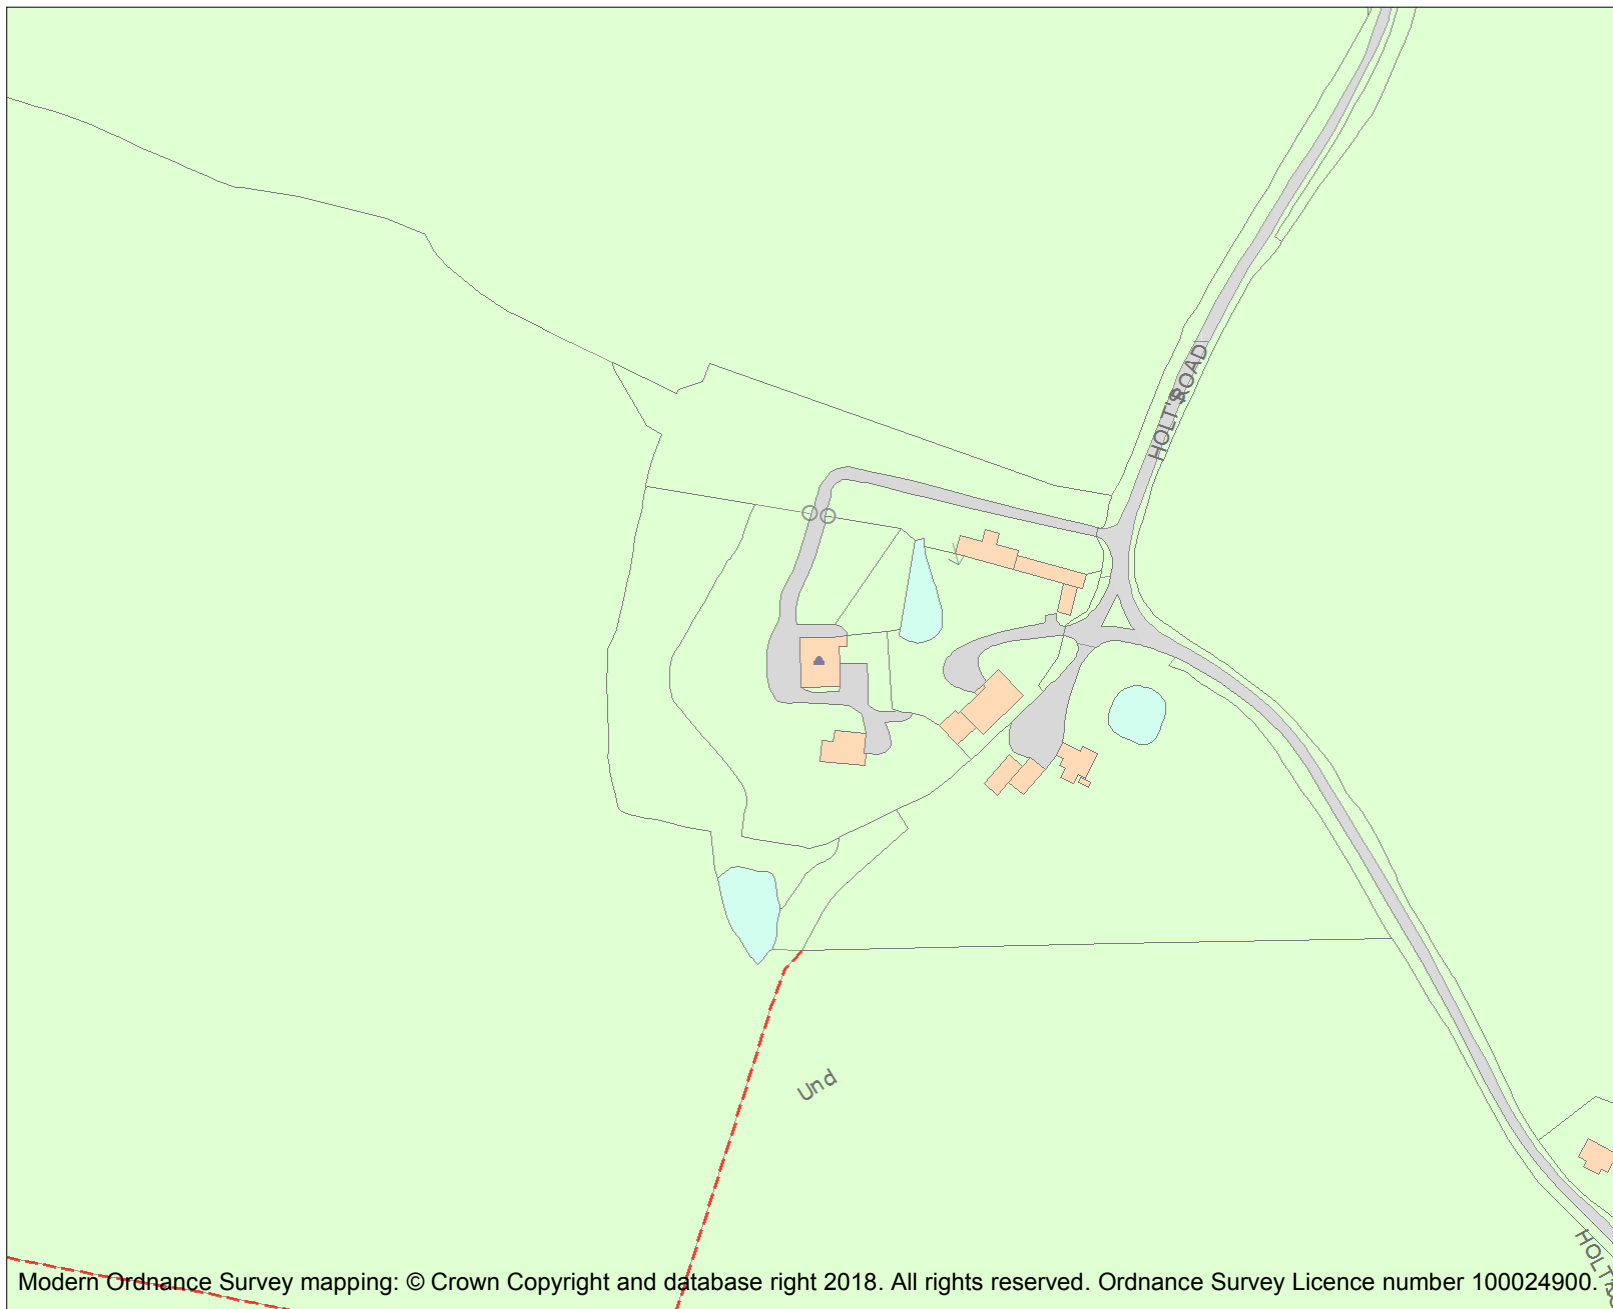 HOLT'S ROAD
Und
Modern Ordnance Survey mapping: © Crown Copyright and database right 2018. All rights reserved. Ordnance Survey Licence number 100024900.